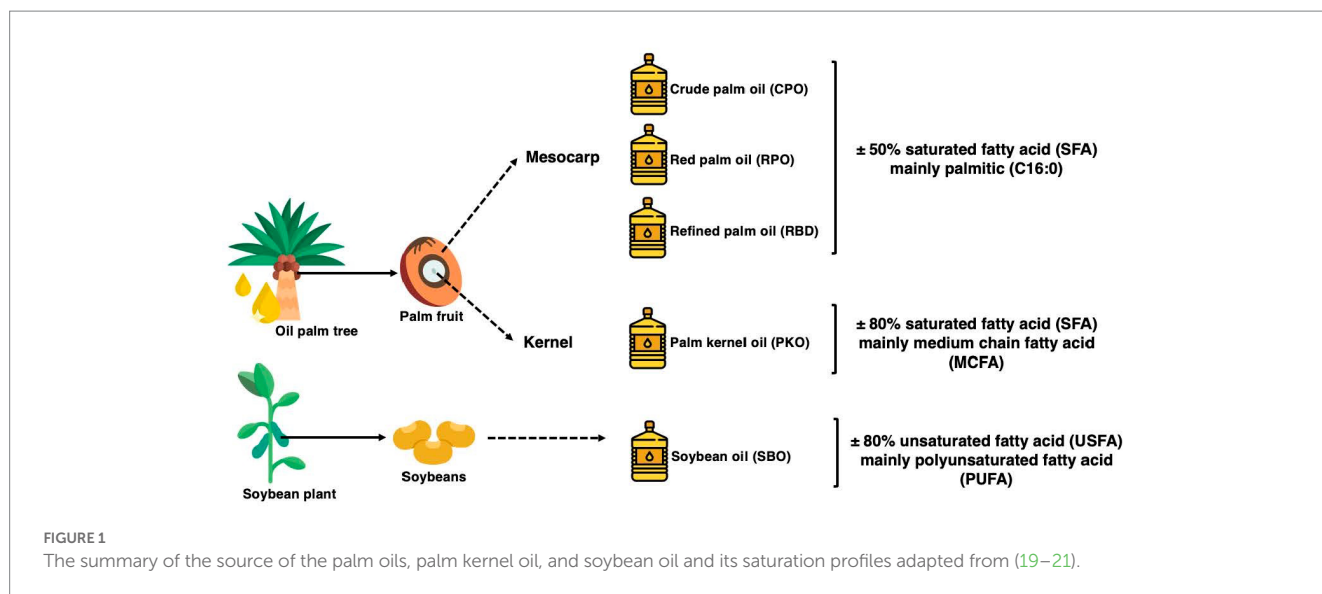 Crude palm oil (CPO)
Mesocarp
Red palm oil (RPO)
± 50% saturated fatty acid (SFA)
mainly palmitic (C16:0)
Refined palm oil (RBD)
Oil palm tree
Palm fruit
Kernel
Palm kernel oil (PKO)
± 80% saturated fatty acid (SFA)
mainly medium chain fatty acid
(MCFA)
Soybean plant
Soybeans
Soybean oil (SBO)
± 80% unsaturated fatty acid (USFA)
mainly polyunsaturated fatty acid
(PUFA)
FIGURE 1
The summary of the source of the palm oils, palm kernel oil, and soybean oil and its saturation profiles adapted from (19–21).